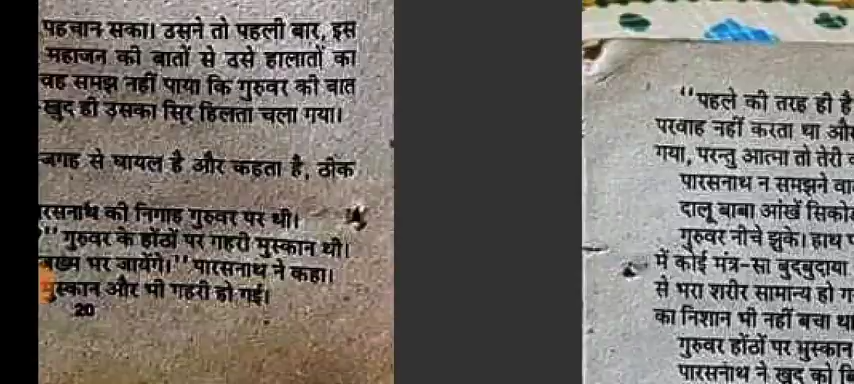 पहचान सका। उसने तो पहली बार, इस
महाजन की बातों से उसे हालातों का
वह समझ नहीं पाया कि गुरुवर की बात
खुद ही उसका सिर हिलता चला गया।
जगह से घायल है और कहता है, ठीक
रसनाथ की निगाह गुरुवर पर थी।
'' गुरुवर के होंठों पर गहरी मुस्कान थी।
जख्म भर जायेंगे।'' पारसनाथ ने कहा।
मुस्कान और भी गहरी हो गई।
20
''पहले की तरह ही है
परवाह नहीं करता था और
गया, परन्तु आत्मा तो तेरी
पारसनाथ न समझने वा
दालू बाबा आंखें सिकोड़
गुरुवर नीचे झुके। हाथ
में कोई मंत्र-सा बुदबुदाया
से भरा शरीर सामान्य हो ग
का निशान भी नहीं बचा था
गुरुवर होंठों पर मुस्कान
पारसनाथ ने खुद को